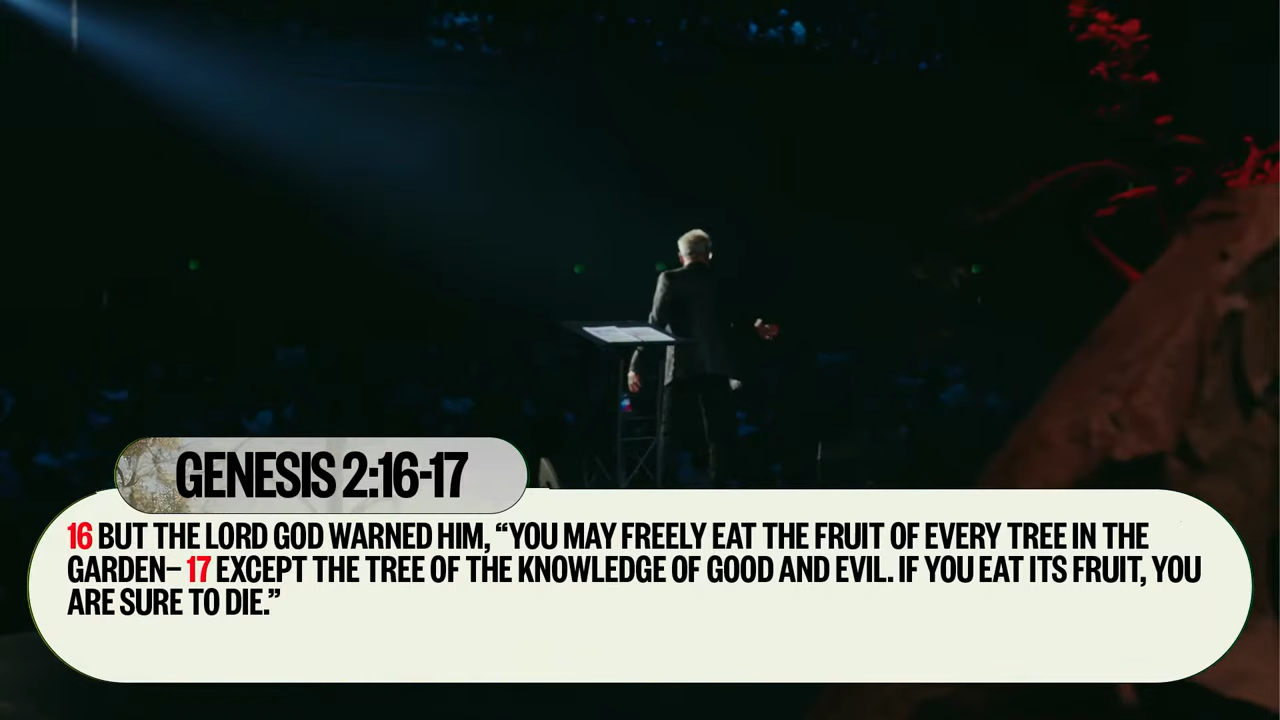 GENESIS 2:16-17
16 BUT THE LORD GOD WARNED HIM, “YOU MAY FREELY EAT THE FRUIT OF EVERY TREE IN THE
GARDEN– 17 EXCEPT THE TREE OF THE KNOWLEDGE OF GOOD AND EVIL. IF YOU EAT ITS FRUIT, YOU
ARE SURE TO DIE.”